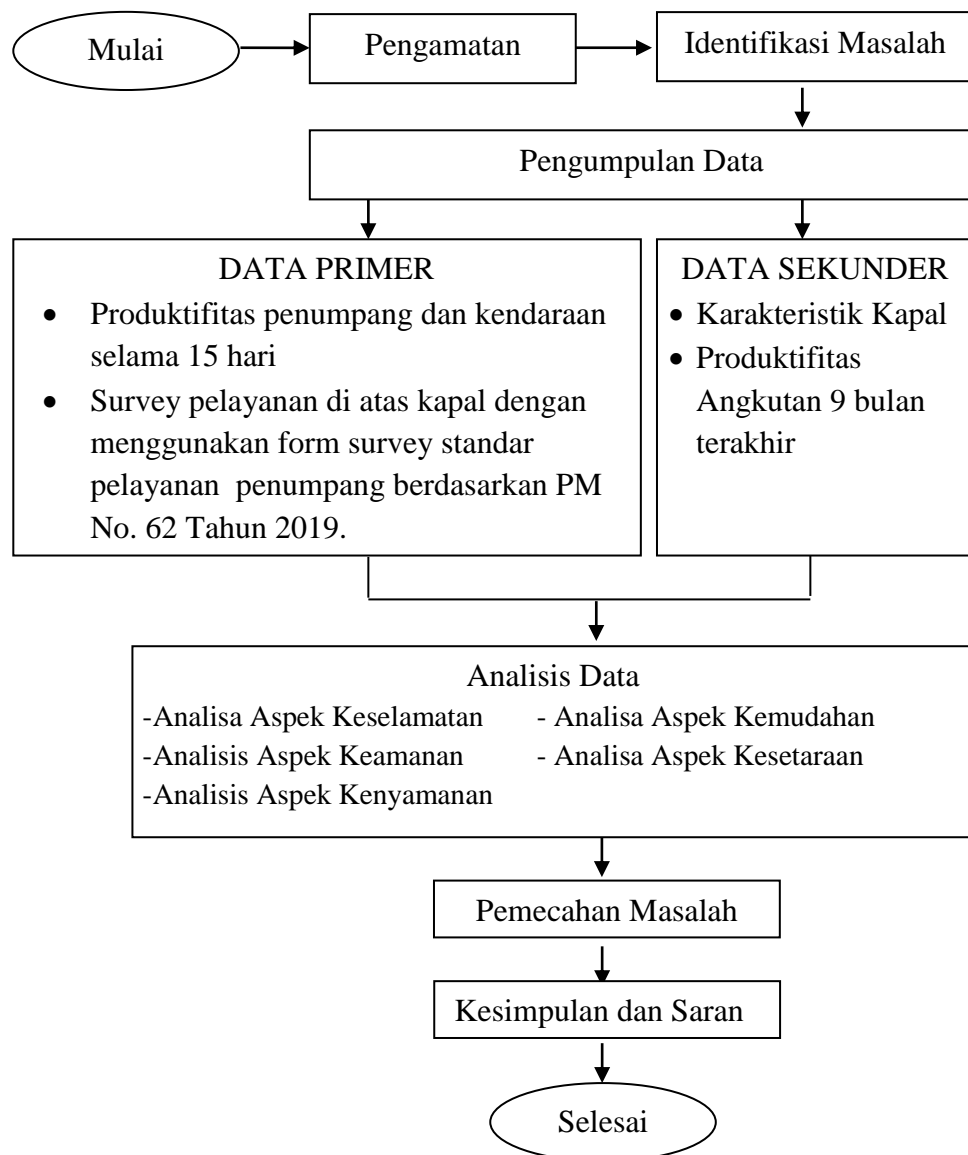 Mulai
Pengamatan
Identifikasi Masalah
Pengumpulan Data
DATA PRIMER
• Produktifitas penumpang dan kendaraan
selama 15 hari
• Survey pelayanan di atas kapal dengan
menggunakan form survey standar
pelayanan penumpang berdasarkan PM
No. 62 Tahun 2019.
DATA SEKUNDER
• Karakteristik Kapal
• Produktifitas
Angkutan 9 bulan
terakhir
Analisis Data
-Analisa Aspek Keselamatan - Analisa Aspek Kemudahan
-Analisis Aspek Keamanan - Analisa Aspek Kesetaraan
-Analisis Aspek Kenyamanan
Pemecahan Masalah
Kesimpulan dan Saran
Selesai